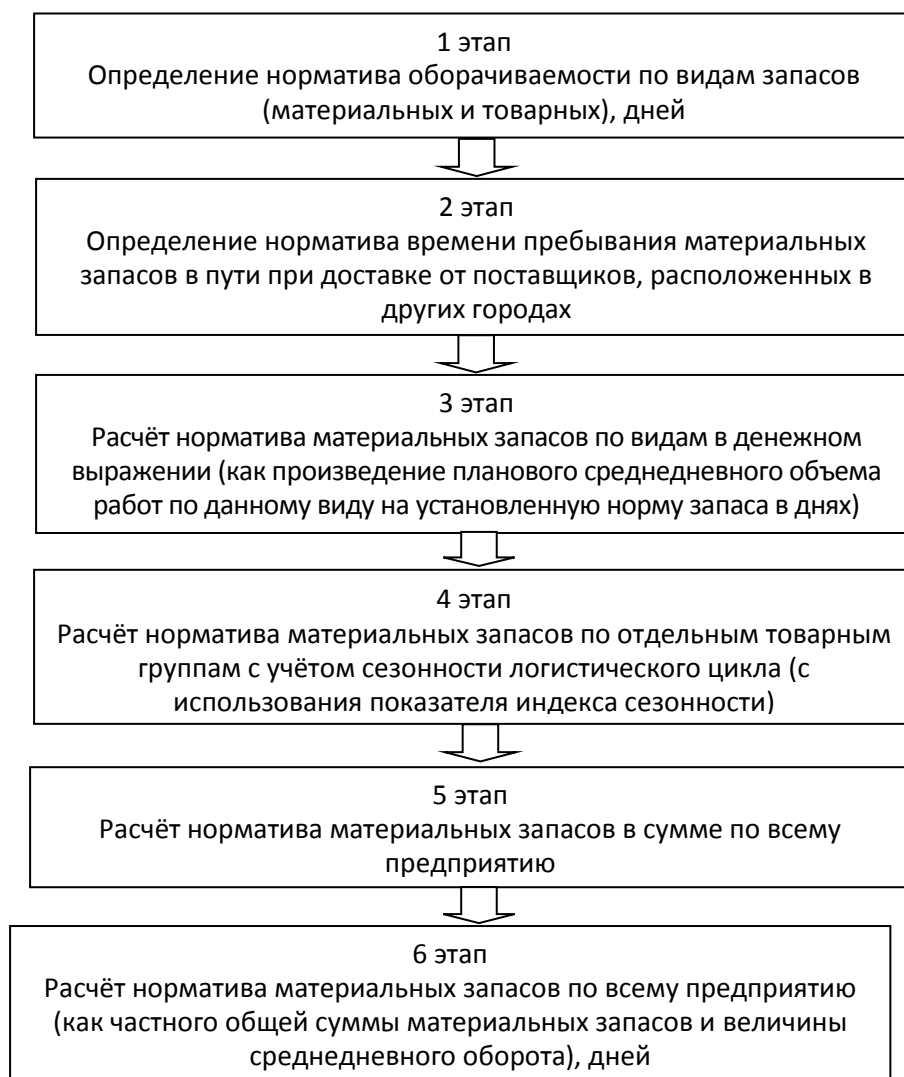 1 этап
Определение норматива оборачиваемости по видам запасов
(материальных и товарных), дней
2 этап
Определение норматива времени пребывания материальных
запасов в пути при доставке от поставщиков, расположенных в
других городах
3 этап
Расчёт норматива материальных запасов по видам в денежном
выражении (как произведение планового среднедневного объема
работ по данному виду на установленную норму запаса в днях)
4 этап
Расчёт норматива материальных запасов по отдельным товарным
группам с учётом сезонности логистического цикла (с
использования показателя индекса сезонности)
5 этап
Расчёт норматива материальных запасов в сумме по всему
предприятию
6 этап
Расчёт норматива материальных запасов по всему предприятию
(как частного общей суммы материальных запасов и величины
среднедневного оборота), дней